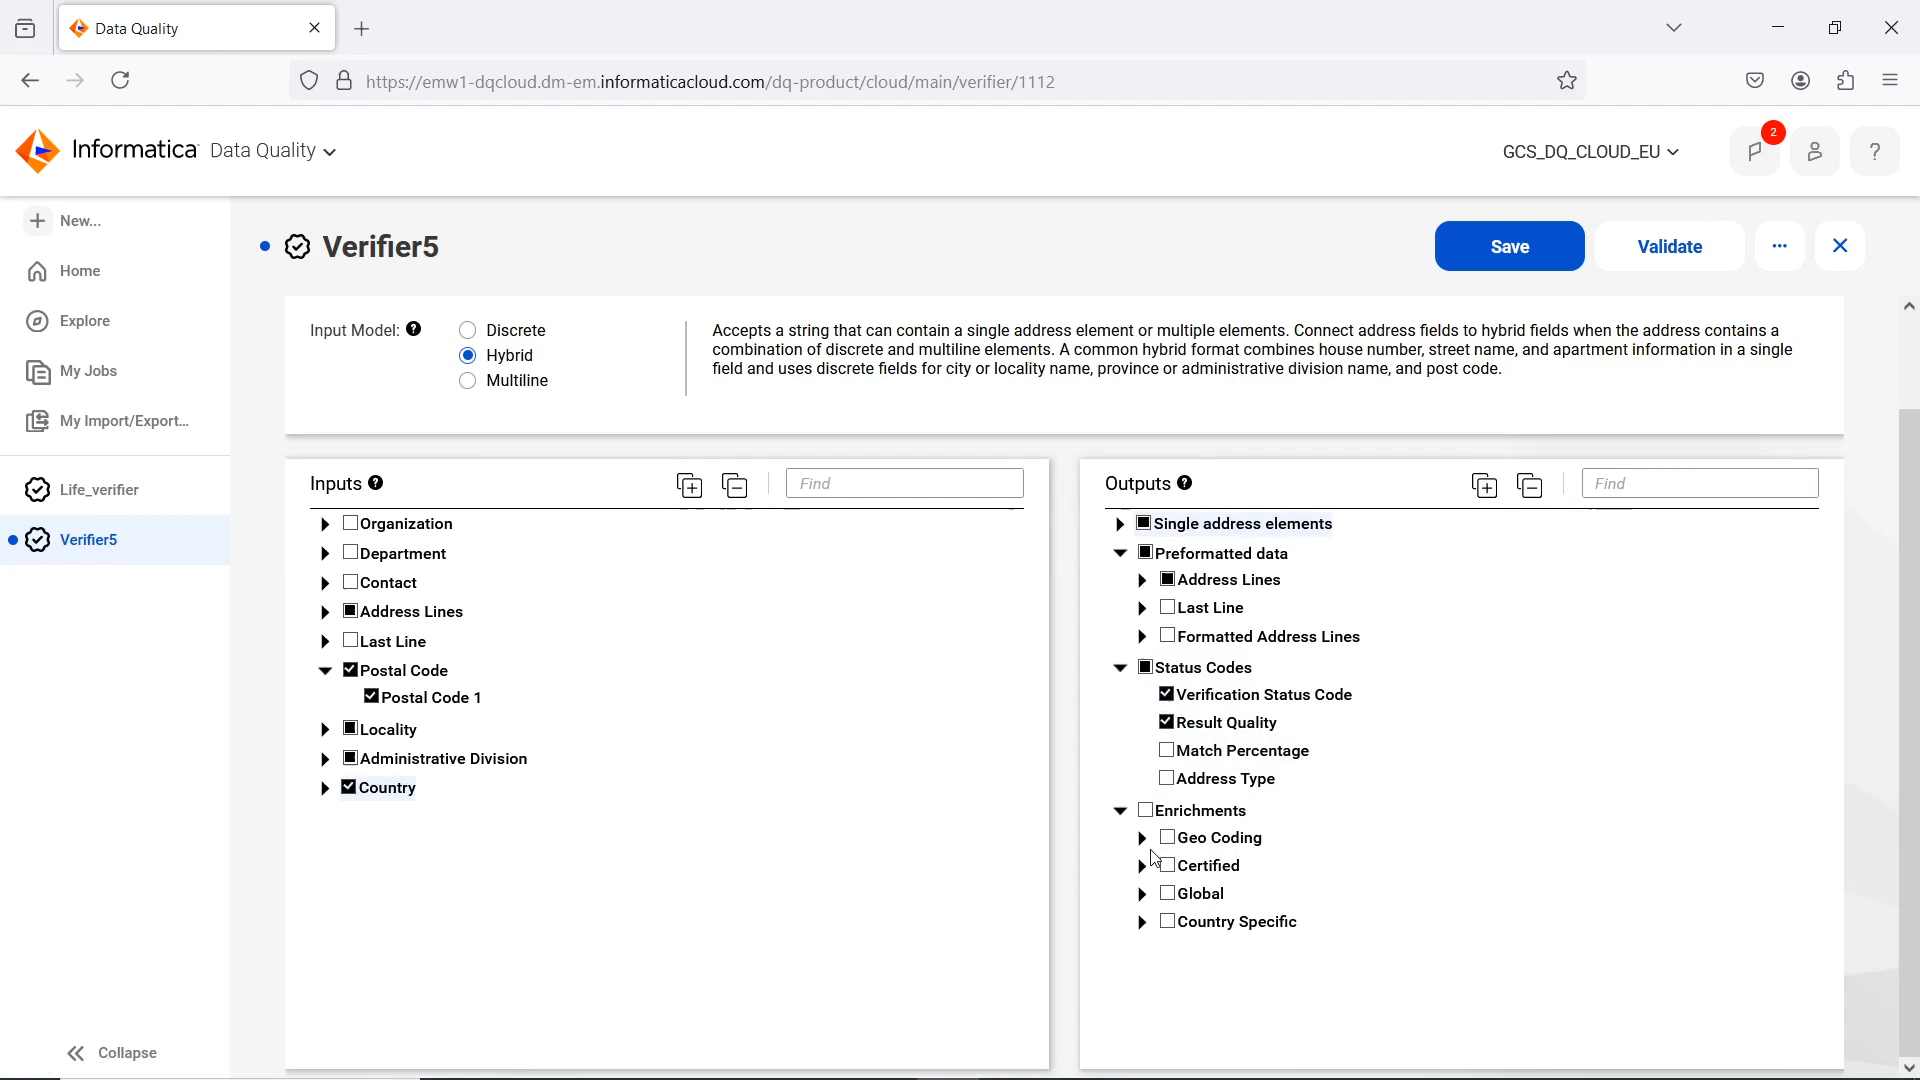 Data Quality
https://emw1-dqcloud.dm-em.informaticacloud.com/dq-product/cloud/main/verifier/1112
Informatica Data Quality
GCS_DQ_CLOUD_EU
2
?
New...
Home
Explore
My Jobs
My Import/Export...
Life_verifier
Verifier5
Collapse
Verifier5
Save
Validate
Input Model: ?
Discrete
Hybrid
Multiline
Accepts a string that can contain a single address element or multiple elements. Connect address fields to hybrid fields when the address contains a
combination of discrete and multiline elements. A common hybrid format combines house number, street name, and apartment information in a single
field and uses discrete fields for city or locality name, province or administrative division name, and post code.
Inputs ?
Find
Organization
Department
Contact
Address Lines
Last Line
Postal Code
Postal Code 1
Locality
Administrative Division
Country
Outputs ?
Find
Single address elements
Preformatted data
Address Lines
Last Line
Formatted Address Lines
Status Codes
Verification Status Code
Result Quality
Match Percentage
Address Type
Enrichments
Geo Coding
Certified
Global
Country Specific